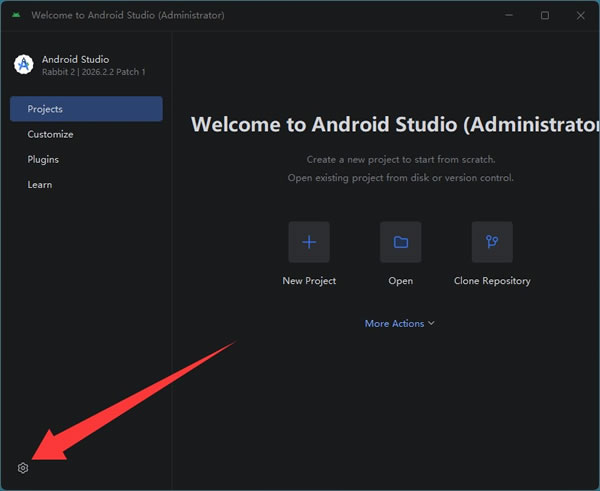 Welcome to Android Studio (Administrator)
Android Studio
Rabbit 2 | 2026.2.2 Patch 1
Projects
Customize
Plugins
Learn
Welcome to Android Studio (Administrator
Create a new project to start from scratch.
Open existing project from disk or version control.
New Project
Open
Clone Repository
More Actions